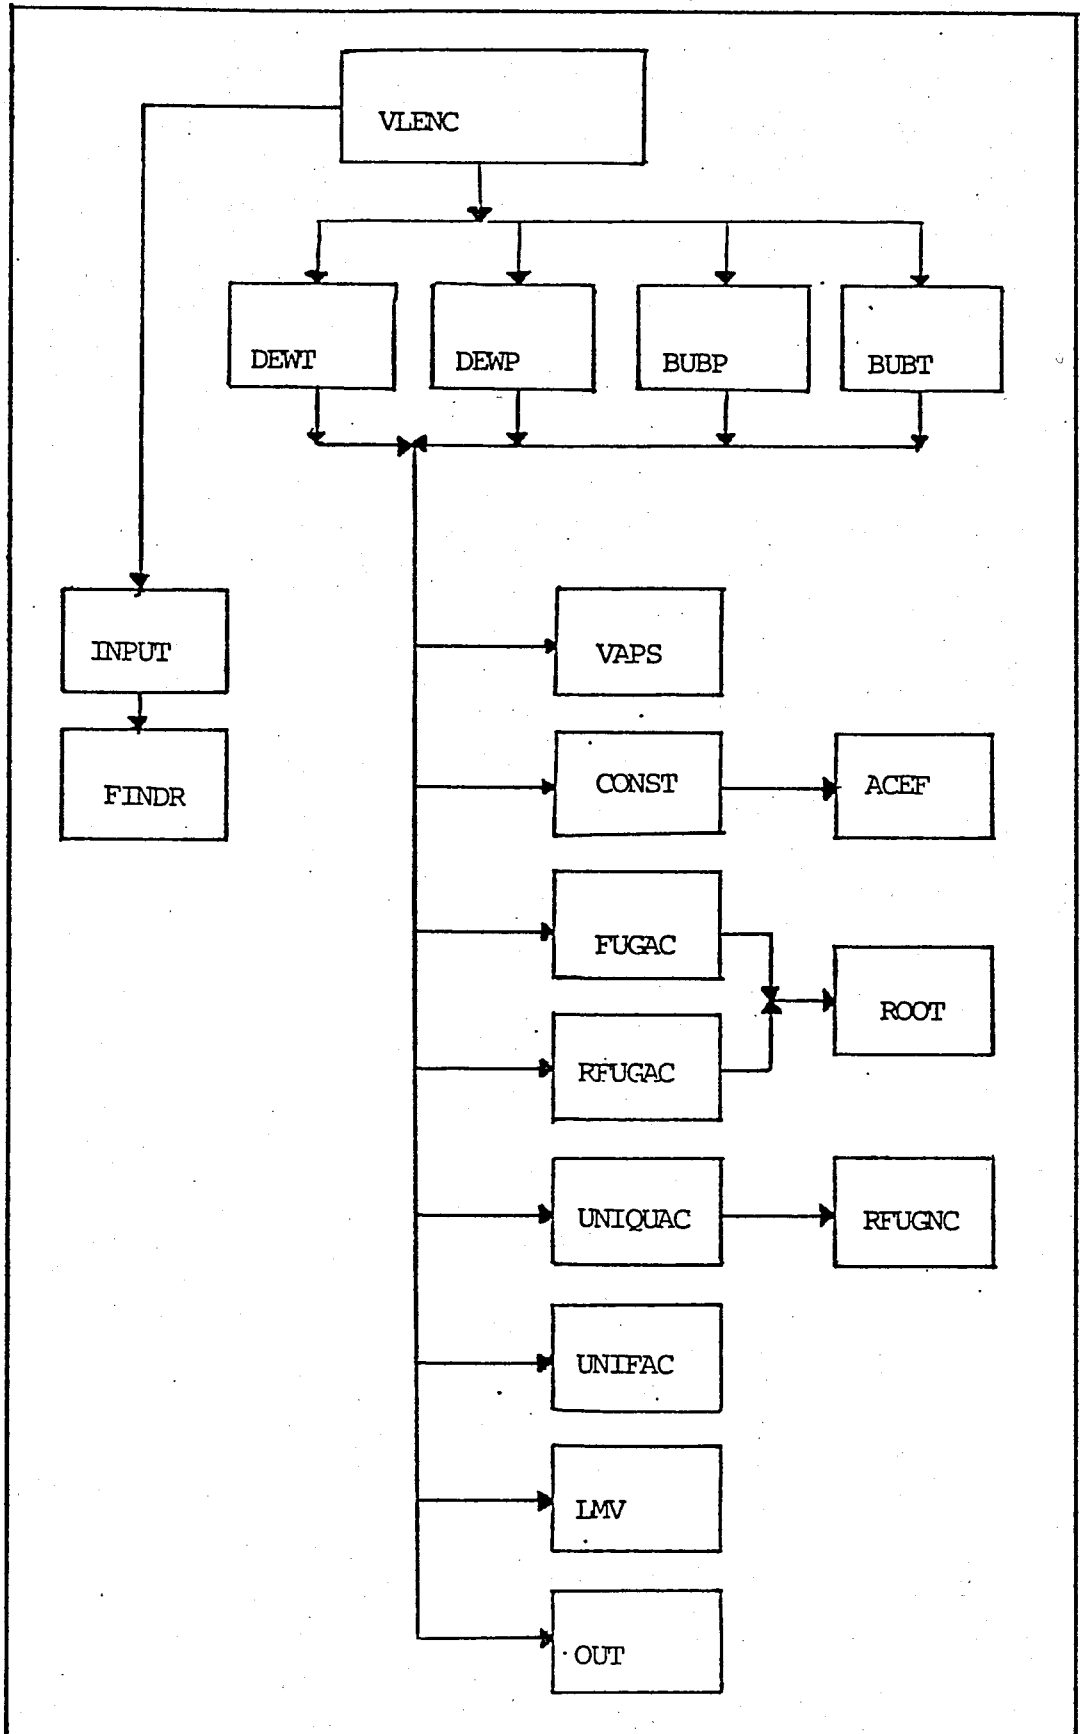 VLENC
DEWT
DEWP
BUBP
BUBT
INPUT
FINDR
VAPS
CONST
ACEF
FUGAC
ROOT
RFUGAC
UNIQUAC
RFUGNC
UNIFAC
LMV
OUT